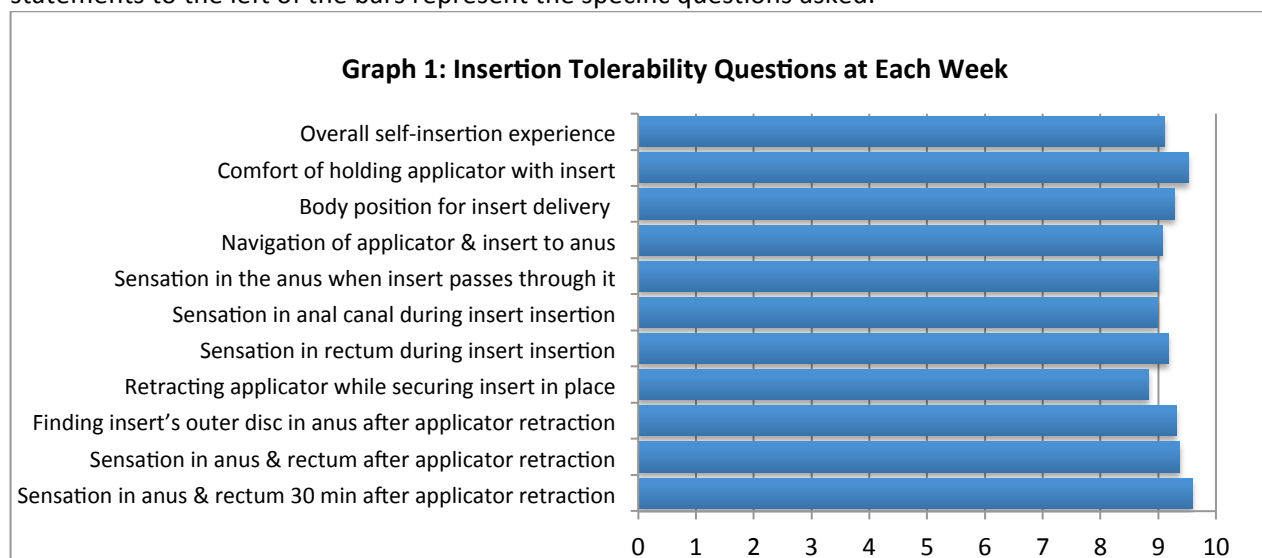 statements to the left of the bars represent the specific questions asked.
Graph 1: Insertion Tolerability Questions at Each Week
Overall self-insertion experience
Comfort of holding applicator with insert
Body position for insert delivery
Navigation of applicator & insert to anus
Sensation in the anus when insert passes through it
Sensation in anal canal during insert insertion
Sensation in rectum during insert insertion
Retracting applicator while securing insert in place
Finding insert’s outer disc in anus after applicator retraction
Sensation in anus & rectum after applicator retraction
Sensation in anus & rectum 30 min after applicator retraction
0 1 2 3 4 5 6 7 8 9 10